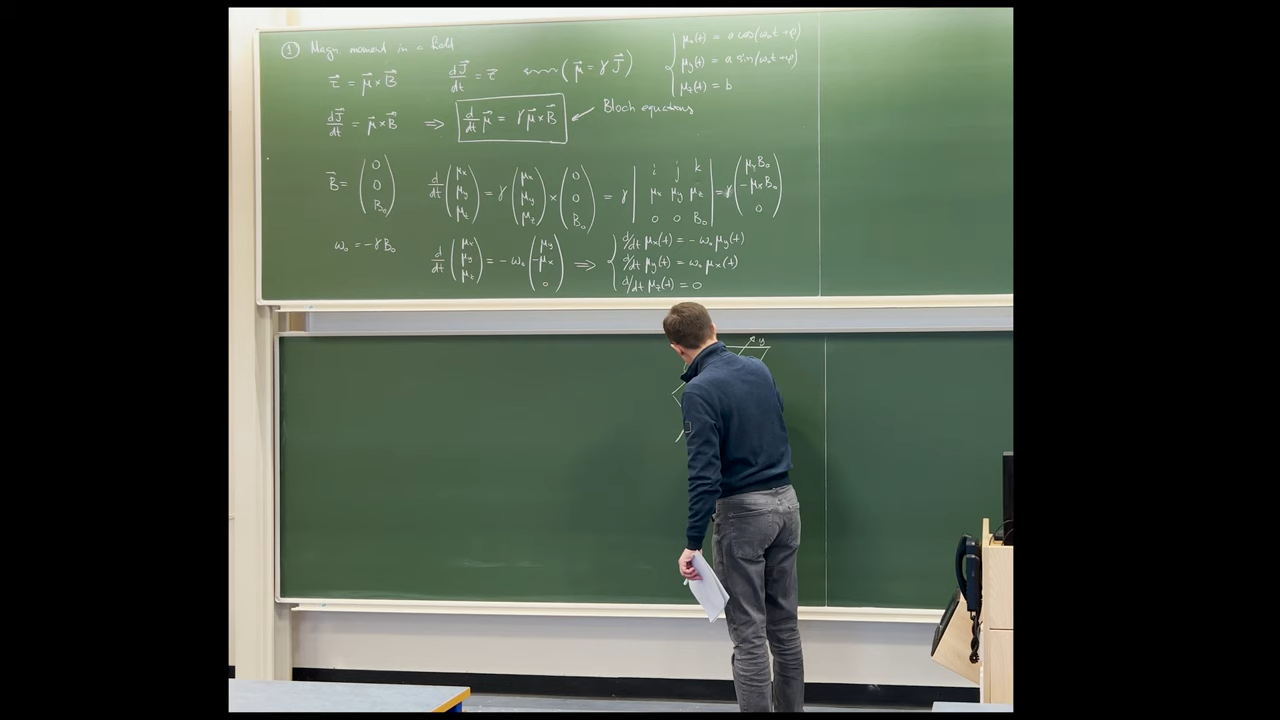 ① Magn. moment in a field
τ⃗ = μ⃗ × B⃗    dJ⃗/dt = τ⃗    (μ⃗ = γ J⃗)
dJ⃗/dt = μ⃗ × B⃗ ⇒ d/dt μ⃗ = γ μ⃗ × B⃗    Bloch equations
{ μx(t) = a cos(ω₀t + φ)
μy(t) = a sin(ω₀t + φ)
μz(t) = b
B⃗ = (0 0 B₀)    d/dt (μx μy μz) = γ (μx μy μz) × (0 0 B₀) = γ | i j k μx μy μz 0 0 B₀ | = γ (μyB₀ -μxB₀ 0)
ω₀ = -γ B₀    d/dt (μx μy μz) = -ω₀ (μy -μx 0) ⇒ { d/dt μx(t) = -ω₀ μy(t)
d/dt μy(t) = ω₀ μx(t)
d/dt μz(t) = 0
y